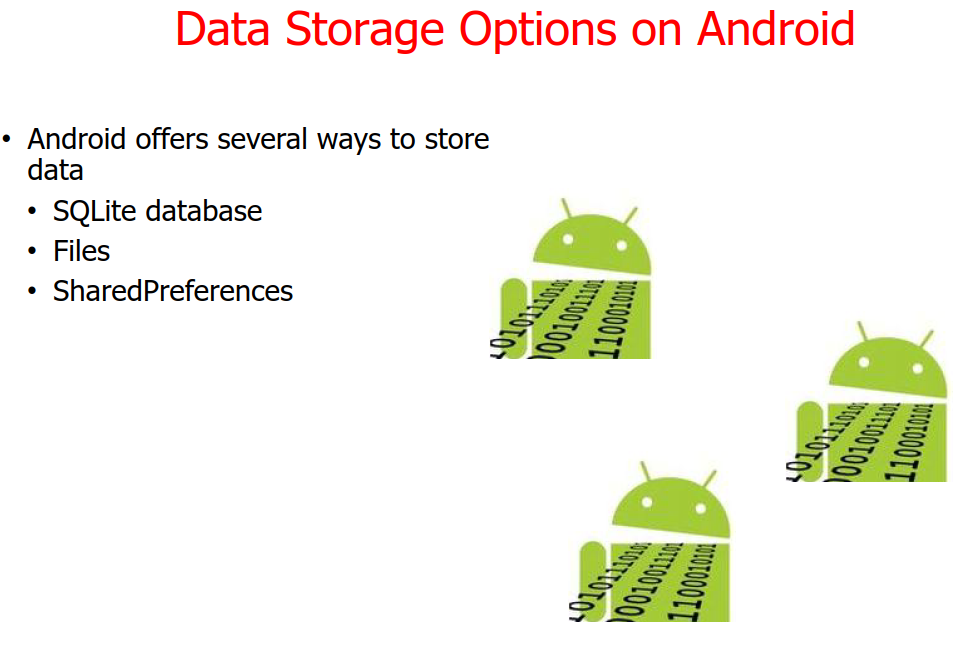 Data Storage Options on Android
• Android offers several ways to store
data
• SQLite database
• Files
• SharedPreferences